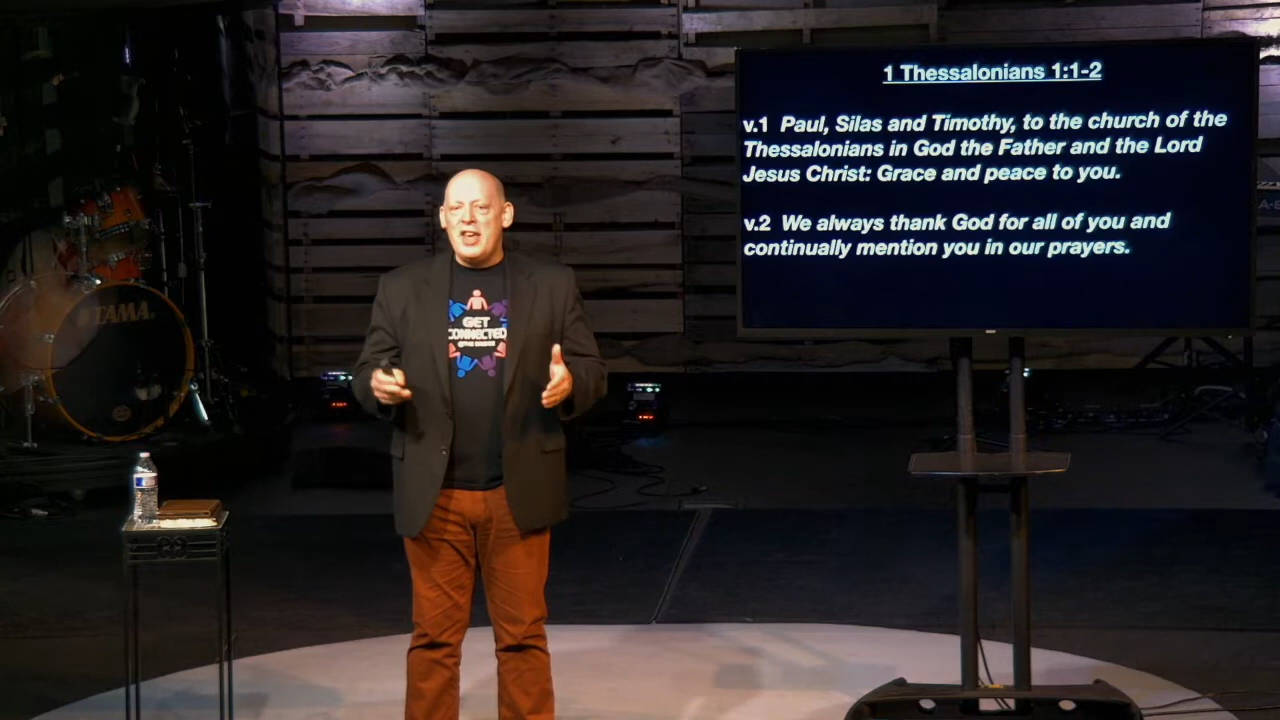 1 Thessalonians 1:1-2
v.1 Paul, Silas and Timothy, to the church of the
Thessalonians in God the Father and the Lord
Jesus Christ: Grace and peace to you.
v.2 We always thank God for all of you and
continually mention you in our prayers.
GET
CONNECTED
TAMA